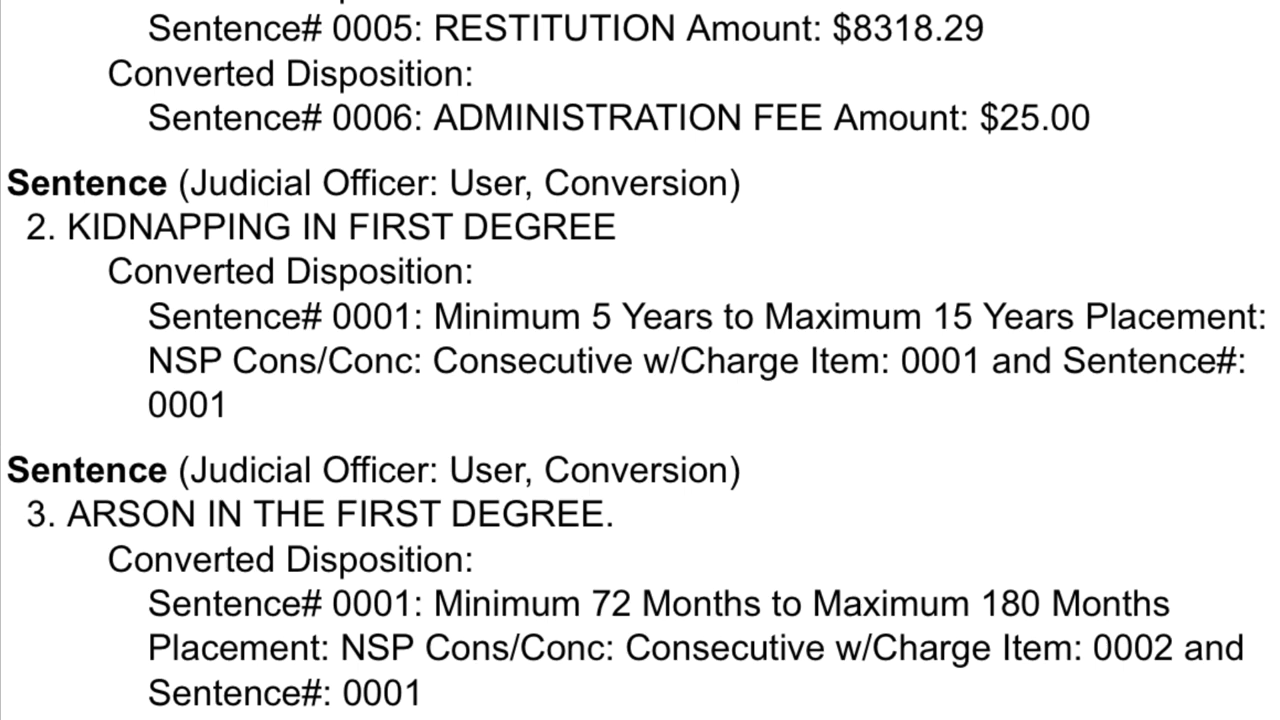 Sentence# 0005: RESTITUTION Amount: $8318.29
Converted Disposition:
Sentence# 0006: ADMINISTRATION FEE Amount: $25.00
Sentence (Judicial Officer: User, Conversion)
2. KIDNAPPING IN FIRST DEGREE
Converted Disposition:
Sentence# 0001: Minimum 5 Years to Maximum 15 Years Placement:
NSP Cons/Conc: Consecutive w/Charge Item: 0001 and Sentence#:
0001
Sentence (Judicial Officer: User, Conversion)
3. ARSON IN THE FIRST DEGREE.
Converted Disposition:
Sentence# 0001: Minimum 72 Months to Maximum 180 Months
Placement: NSP Cons/Conc: Consecutive w/Charge Item: 0002 and
Sentence#: 0001